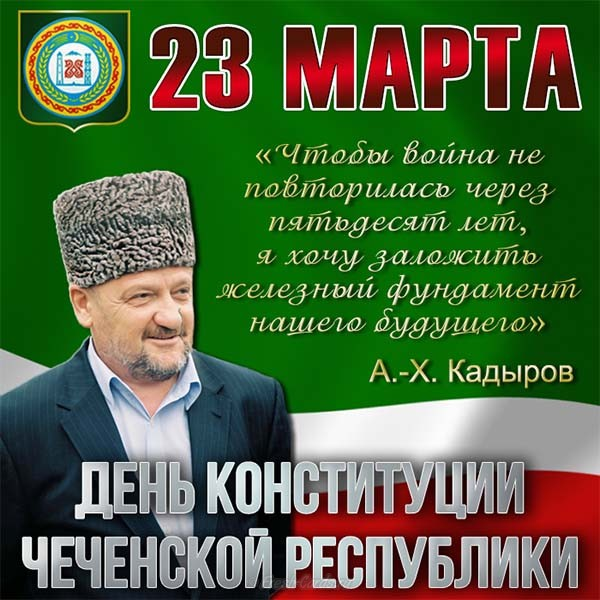 23 МАРТА
«Чтобы война не
повторилась через
пятьдесят лет,
я хочу заложить
железный фундамент
нашего будущего»
А.-Х. Кадыров
ДЕНЬ КОНСТИТУЦИИ
ЧЕЧЕНСКОЙ РЕСПУБЛИКИ